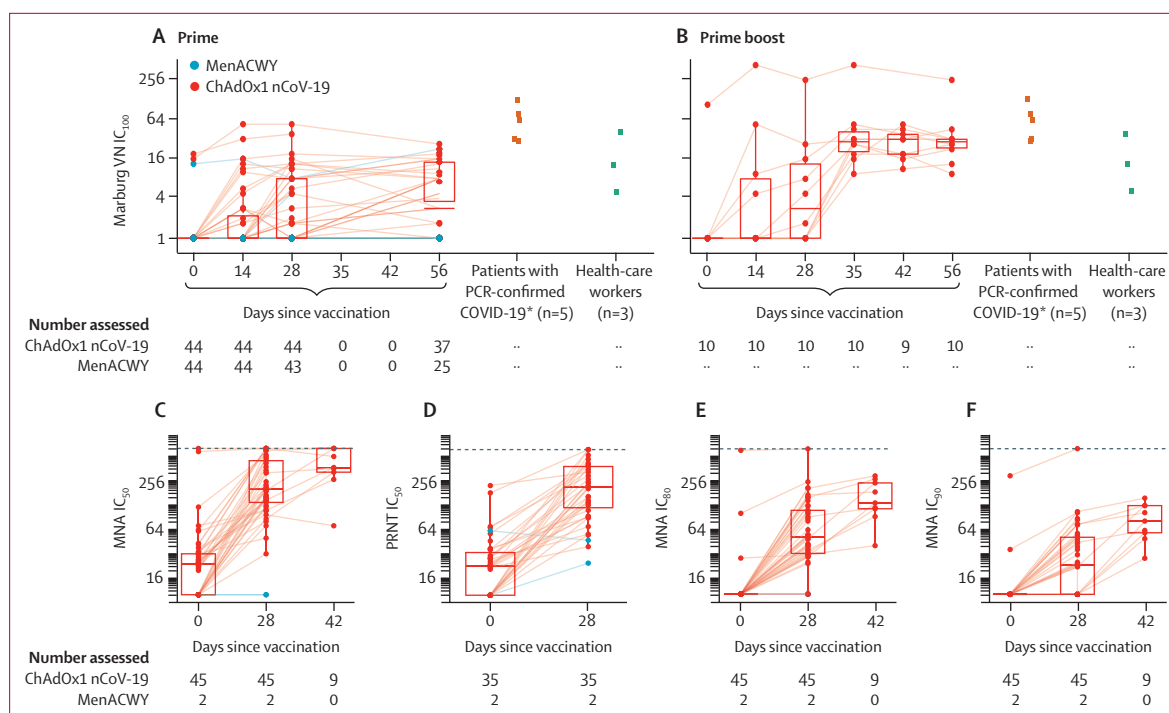 A Prime
MenACWY
ChAdOx1 nCoV-19
Marburg VN IC100
256
64
16
4
1
0 14 28 35 42 56
Days since vaccination
Patients with
PCR-confirmed
COVID-19* (n=5)
Health-care
workers
(n=3)
Number assessed
ChAdOx1 nCoV-19 44 44 44 0 0 37 .. ..
MenACWY 44 44 43 0 0 25 .. ..
B Prime boost
256
64
16
4
1
0 14 28 35 42 56
Days since vaccination
Patients with
PCR-confirmed
COVID-19* (n=5)
Health-care
workers
(n=3)
10 10 10 10 9 10 .. ..
.. .. .. .. .. .. .. ..
C
MNA IC50
256
64
16
0 28 42
Days since vaccination
Number assessed
ChAdOx1 nCoV-19 45 45 9
MenACWY 2 2 0
D
PRNT IC50
256
64
16
0 28
Days since vaccination
35 35
2 2
E
MNA IC80
256
64
16
0 28 42
Days since vaccination
45 45 9
2 2 0
F
MNA IC90
256
64
16
0 28 42
Days since vaccination
45 45 9
2 2 0